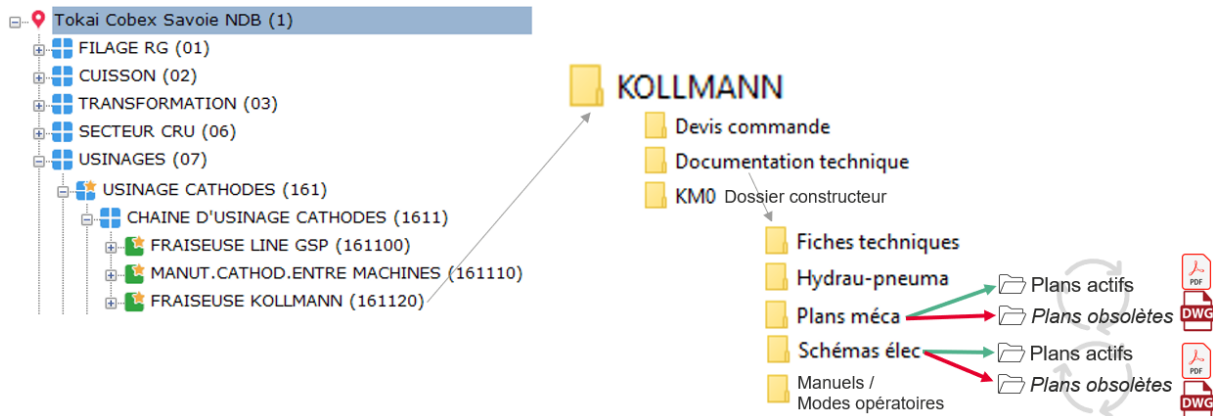 Tokai Cobex Savoie NDB (1)
FILAGE RG (01)
CUISSON (02)
TRANSFORMATION (03)
SECTEUR CRU (06)
USINAGES (07)
USINAGE CATHODES (161)
CHAINE D'USINAGE CATHODES (1611)
FRAISEUSE LINE GSP (161100)
MANUT.CATHOD.ENTRE MACHINES (161110)
FRAISEUSE KOLLMANN (161120)
KOLLMANN
Devis commande
Documentation technique
KM0 Dossier constructeur
Fiches techniques
Hydrau-pneuma
Plans méca
Plans actifs
PDF
Plans obsolètes
DWG
Schémas élec
Plans actifs
PDF
Plans obsolètes
DWG
Manuels /
Modes opératoires